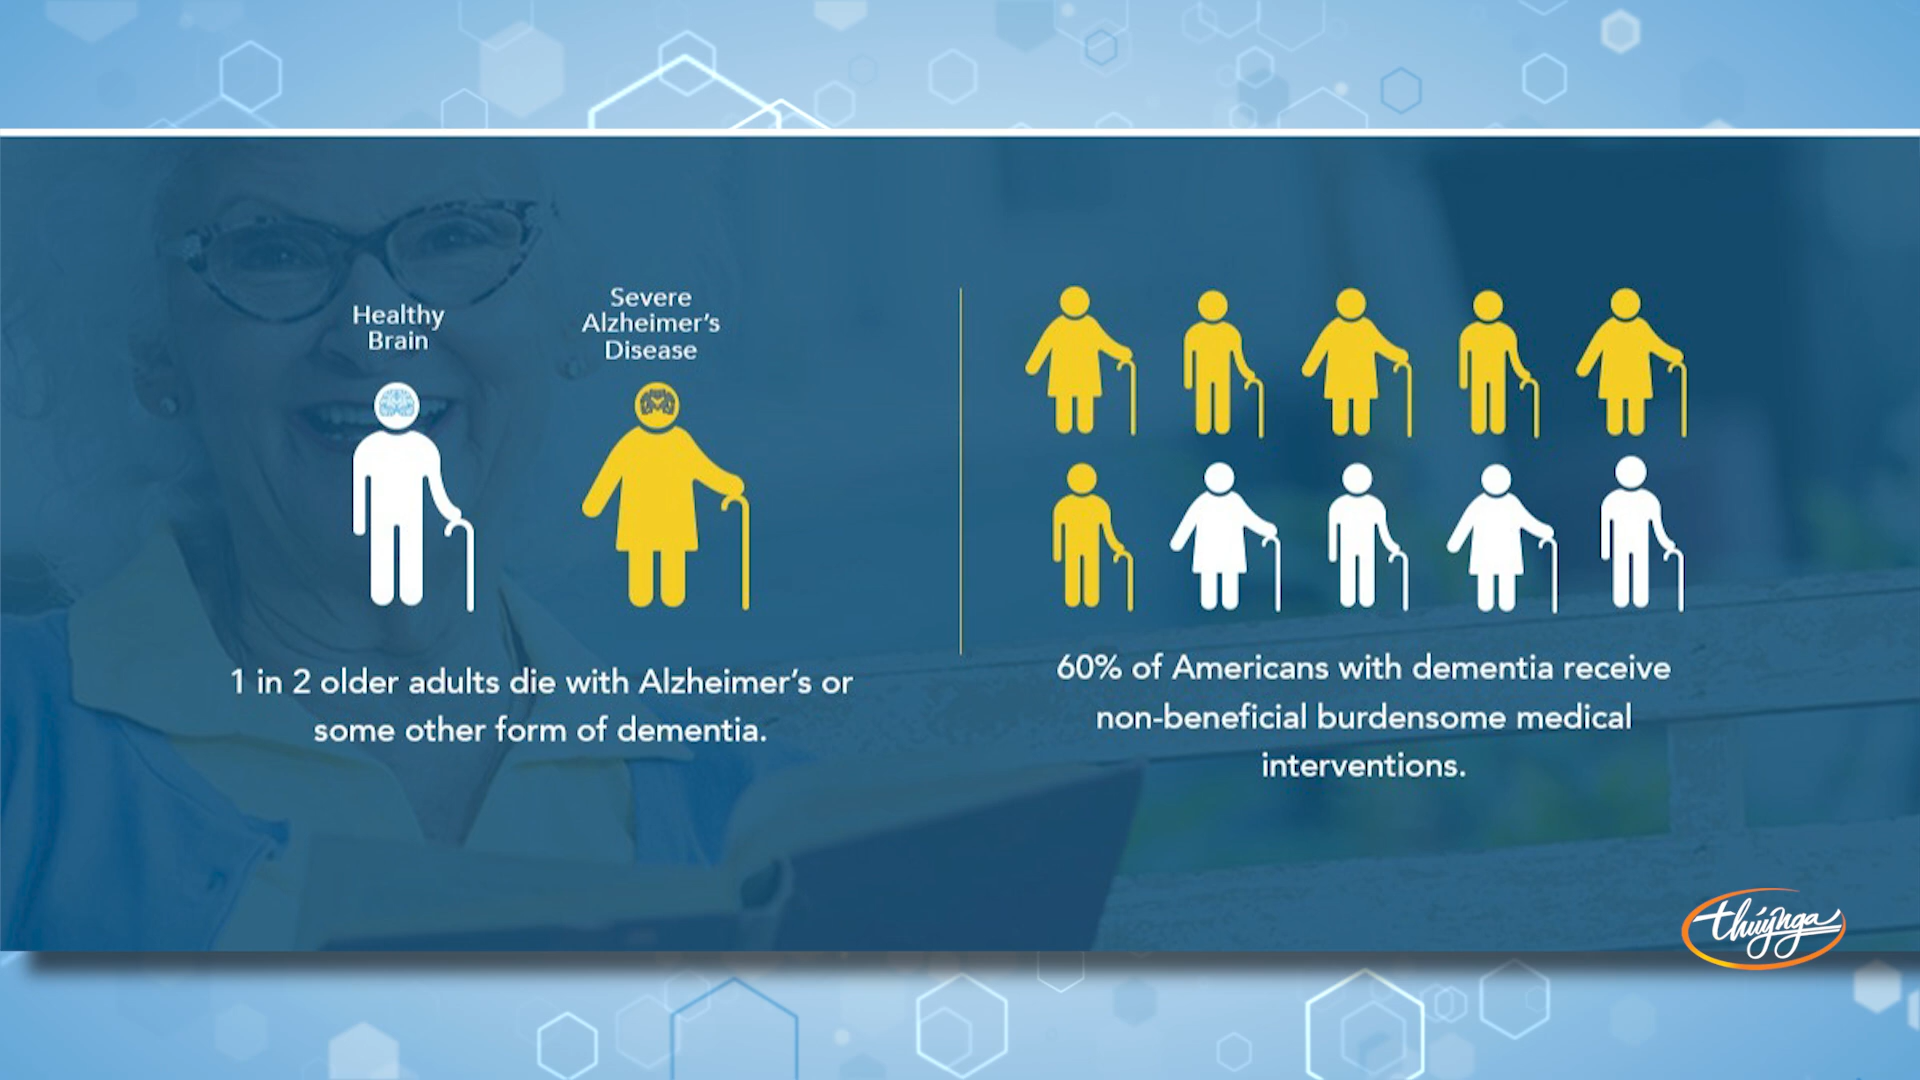 Healthy
Brain
Severe
Alzheimer's
Disease
1 in 2 older adults die with Alzheimer's or
some other form of dementia.
60% of Americans with dementia receive
non-beneficial burdensome medical
interventions.
thúynga